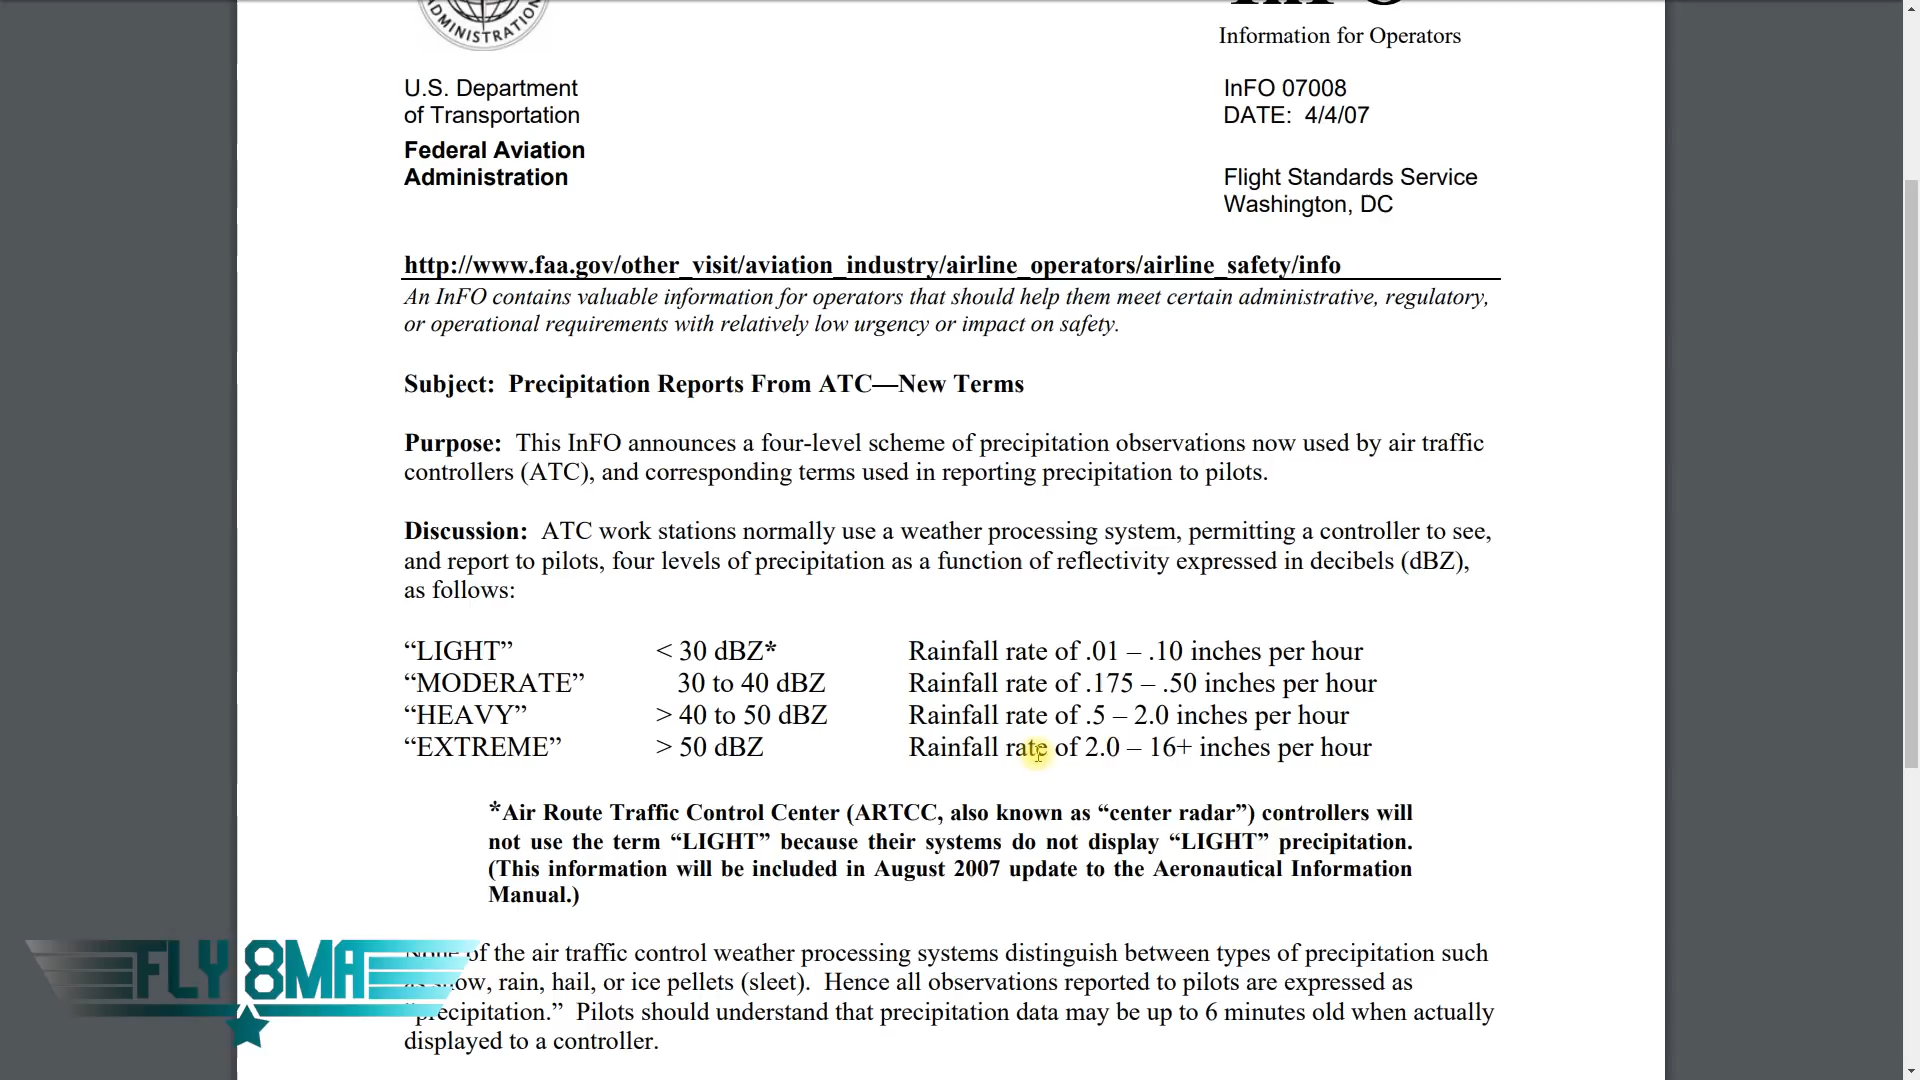 ADMINISTRATION
Information for Operators
U.S. Department
of Transportation
InFO 07008
DATE: 4/4/07
Federal Aviation
Administration
Flight Standards Service
Washington, DC
http://www.faa.gov/other_visit/aviation_industry/airline_operators/airline_safety/info
An InFO contains valuable information for operators that should help them meet certain administrative, regulatory,
or operational requirements with relatively low urgency or impact on safety.
Subject: Precipitation Reports From ATC—New Terms
Purpose: This InFO announces a four-level scheme of precipitation observations now used by air traffic
controllers (ATC), and corresponding terms used in reporting precipitation to pilots.
Discussion: ATC work stations normally use a weather processing system, permitting a controller to see,
and report to pilots, four levels of precipitation as a function of reflectivity expressed in decibels (dBZ),
as follows:
“LIGHT” < 30 dBZ* Rainfall rate of .01 – .10 inches per hour
“MODERATE” 30 to 40 dBZ Rainfall rate of .175 – .50 inches per hour
“HEAVY” > 40 to 50 dBZ Rainfall rate of .5 – 2.0 inches per hour
“EXTREME” > 50 dBZ Rainfall rate of 2.0 – 16+ inches per hour
*Air Route Traffic Control Center (ARTCC, also known as “center radar”) controllers will
not use the term “LIGHT” because their systems do not display “LIGHT” precipitation.
(This information will be included in August 2007 update to the Aeronautical Information
Manual.)
None of the air traffic control weather processing systems distinguish between types of precipitation such
as snow, rain, hail, or ice pellets (sleet). Hence all observations reported to pilots are expressed as
“precipitation.” Pilots should understand that precipitation data may be up to 6 minutes old when actually
displayed to a controller.
FLY 8MA